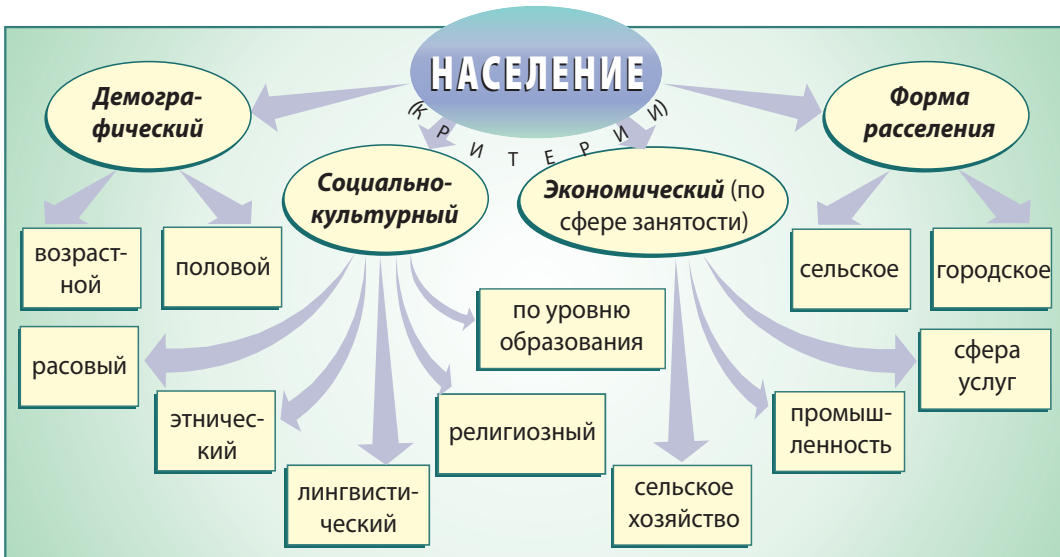 НАСЕЛЕНИЕ
(КРИТЕРИИ)
Демогра-
фический
Социально-
культурный
Экономический (по
сфере занятости)
Форма
расселения
возраст-
ной
половой
сельское
городское
расовый
этничес-
кий
лингвисти-
ческий
религиозный
по уровню
образования
сельское
хозяйство
промыш-
ленность
сфера
услуг